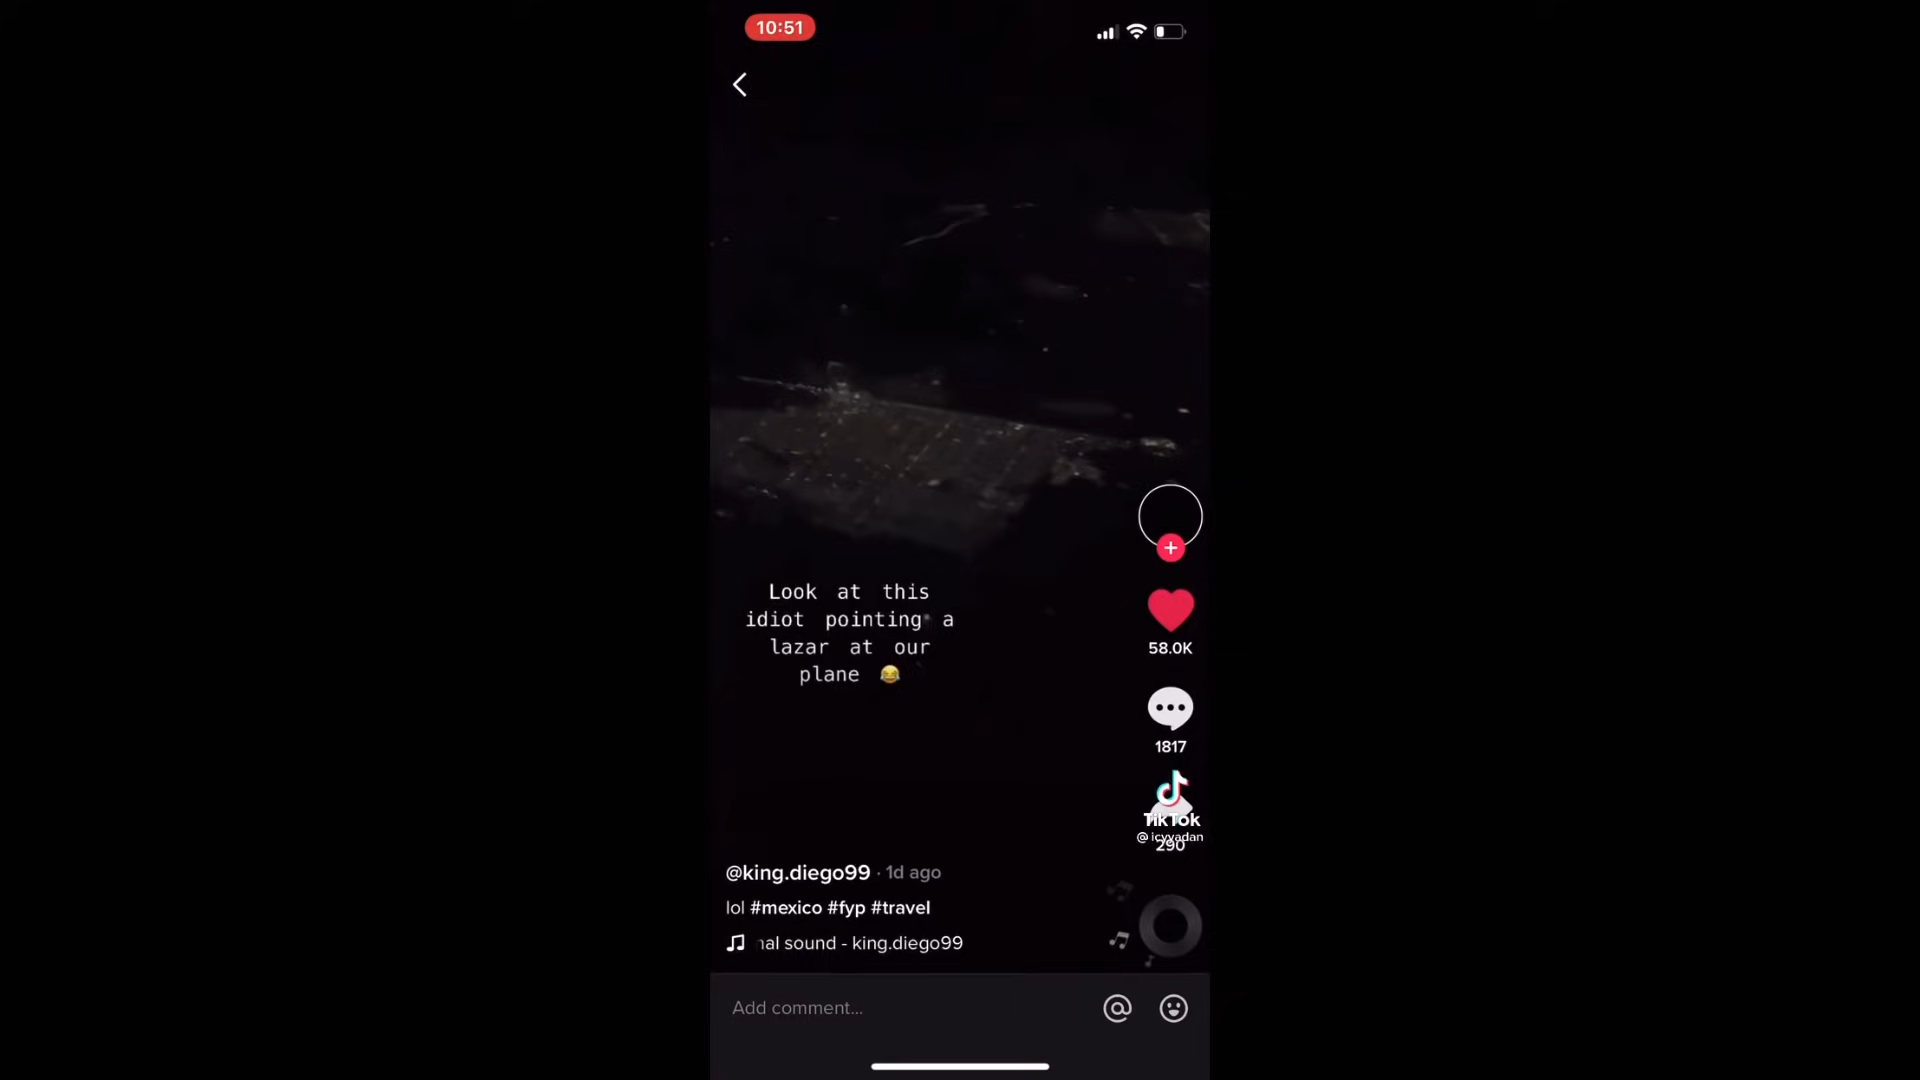 10:51
Look at this
idiot pointing a
lazar at our
plane 😂
58.0K
1817
TikTok
@icyyadan
290
@king.diego99 · 1d ago
lol #mexico #fyp #travel
nal sound - king.diego99
Add comment...